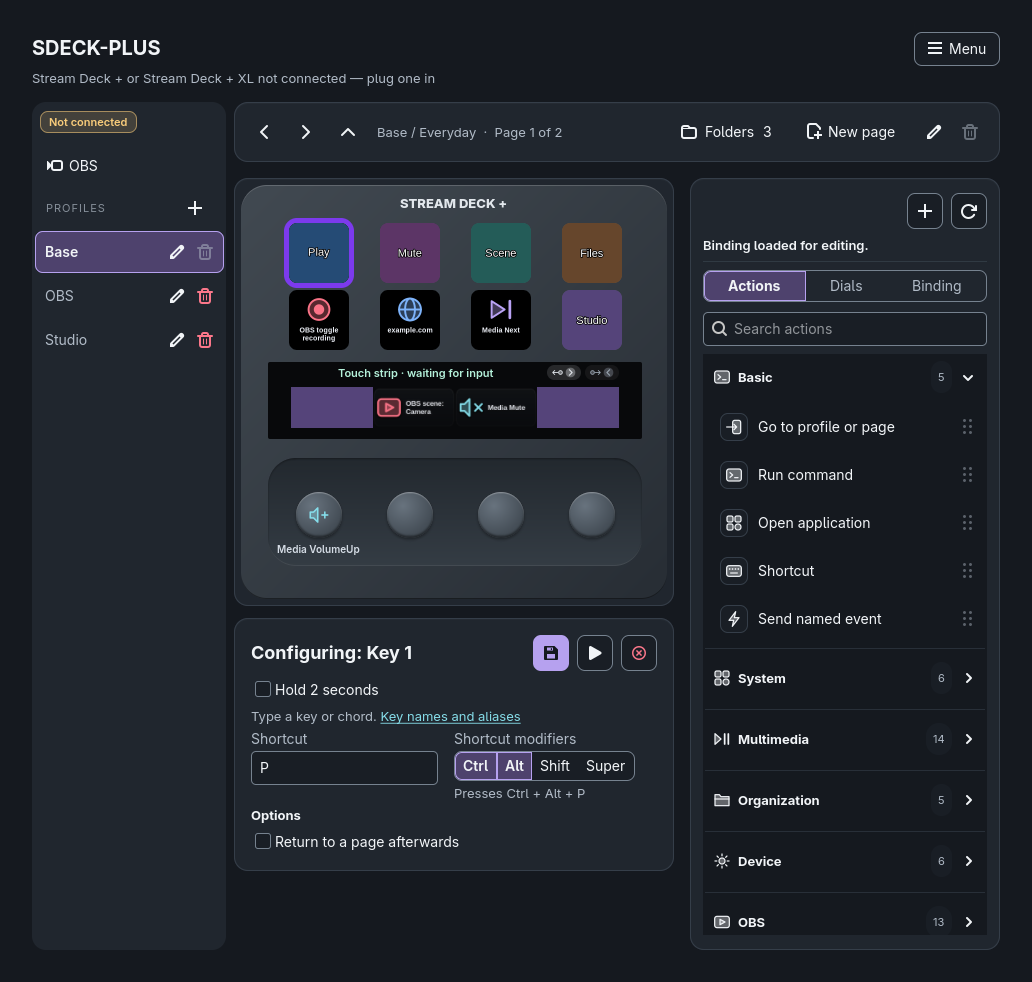 SDECK-PLUS
Menu
Stream Deck + or Stream Deck + XL not connected — plug one in
Not connected
OBS
PROFILES
Base
OBS
Studio
Base / Everyday · Page 1 of 2
Folders 3
New page
STREAM DECK +
Play
Mute
Scene
Files
OBS toggle
recording
example.com
Media Next
Studio
Touch strip · waiting for input
OBS scene:
Camera
Media Mute
Media VolumeUp
Configuring: Key 1
Hold 2 seconds
Type a key or chord. Key names and aliases
Shortcut
P
Shortcut modifiers
Ctrl Alt Shift Super
Presses Ctrl + Alt + P
Options
Return to a page afterwards
Binding loaded for editing.
Actions Dials Binding
Search actions
Basic 5
Go to profile or page
Run command
Open application
Shortcut
Send named event
System 6
Multimedia 14
Organization 5
Device 6
OBS 13